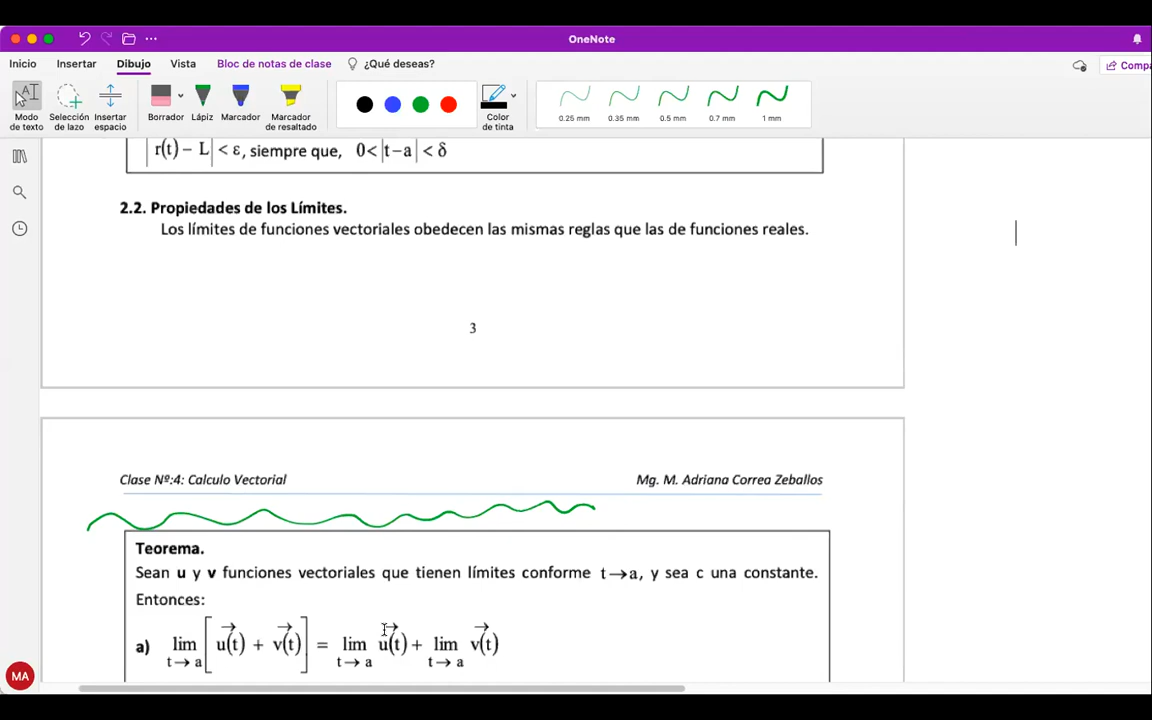 OneNote
Inicio Insertar Dibujo Vista Bloc de notas de clase ¿Qué deseas?
Modo de texto Selección de lazo Insertar espacio Borrador Lápiz Marcador Marcador de resaltado Color de tinta 0.25 mm 0.35 mm 0.5 mm 0.7 mm 1 mm
| r(t) − L | < ε, siempre que, 0< |t−a| < δ
2.2. Propiedades de los Límites.
Los límites de funciones vectoriales obedecen las mismas reglas que las de funciones reales.
3
Clase Nº:4: Calculo Vectorial Mg. M. Adriana Correa Zeballos
Teorema.
Sean u y v funciones vectoriales que tienen límites conforme t→a, y sea c una constante.
Entonces:
a) lim t→a [ u(t) + v(t) ] = lim t→a u(t) + lim t→a v(t)
MA